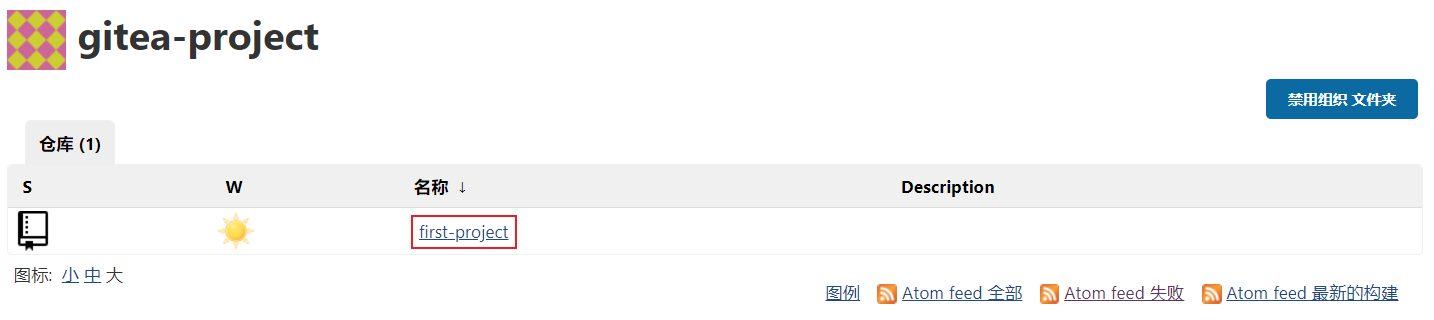 gitea-project
禁用组织 文件夹
仓库 (1)
S W 名称 ↓ Description
first-project
图标: 小 中 大
图例 Atom feed 全部 Atom feed 失败 Atom feed 最新的构建